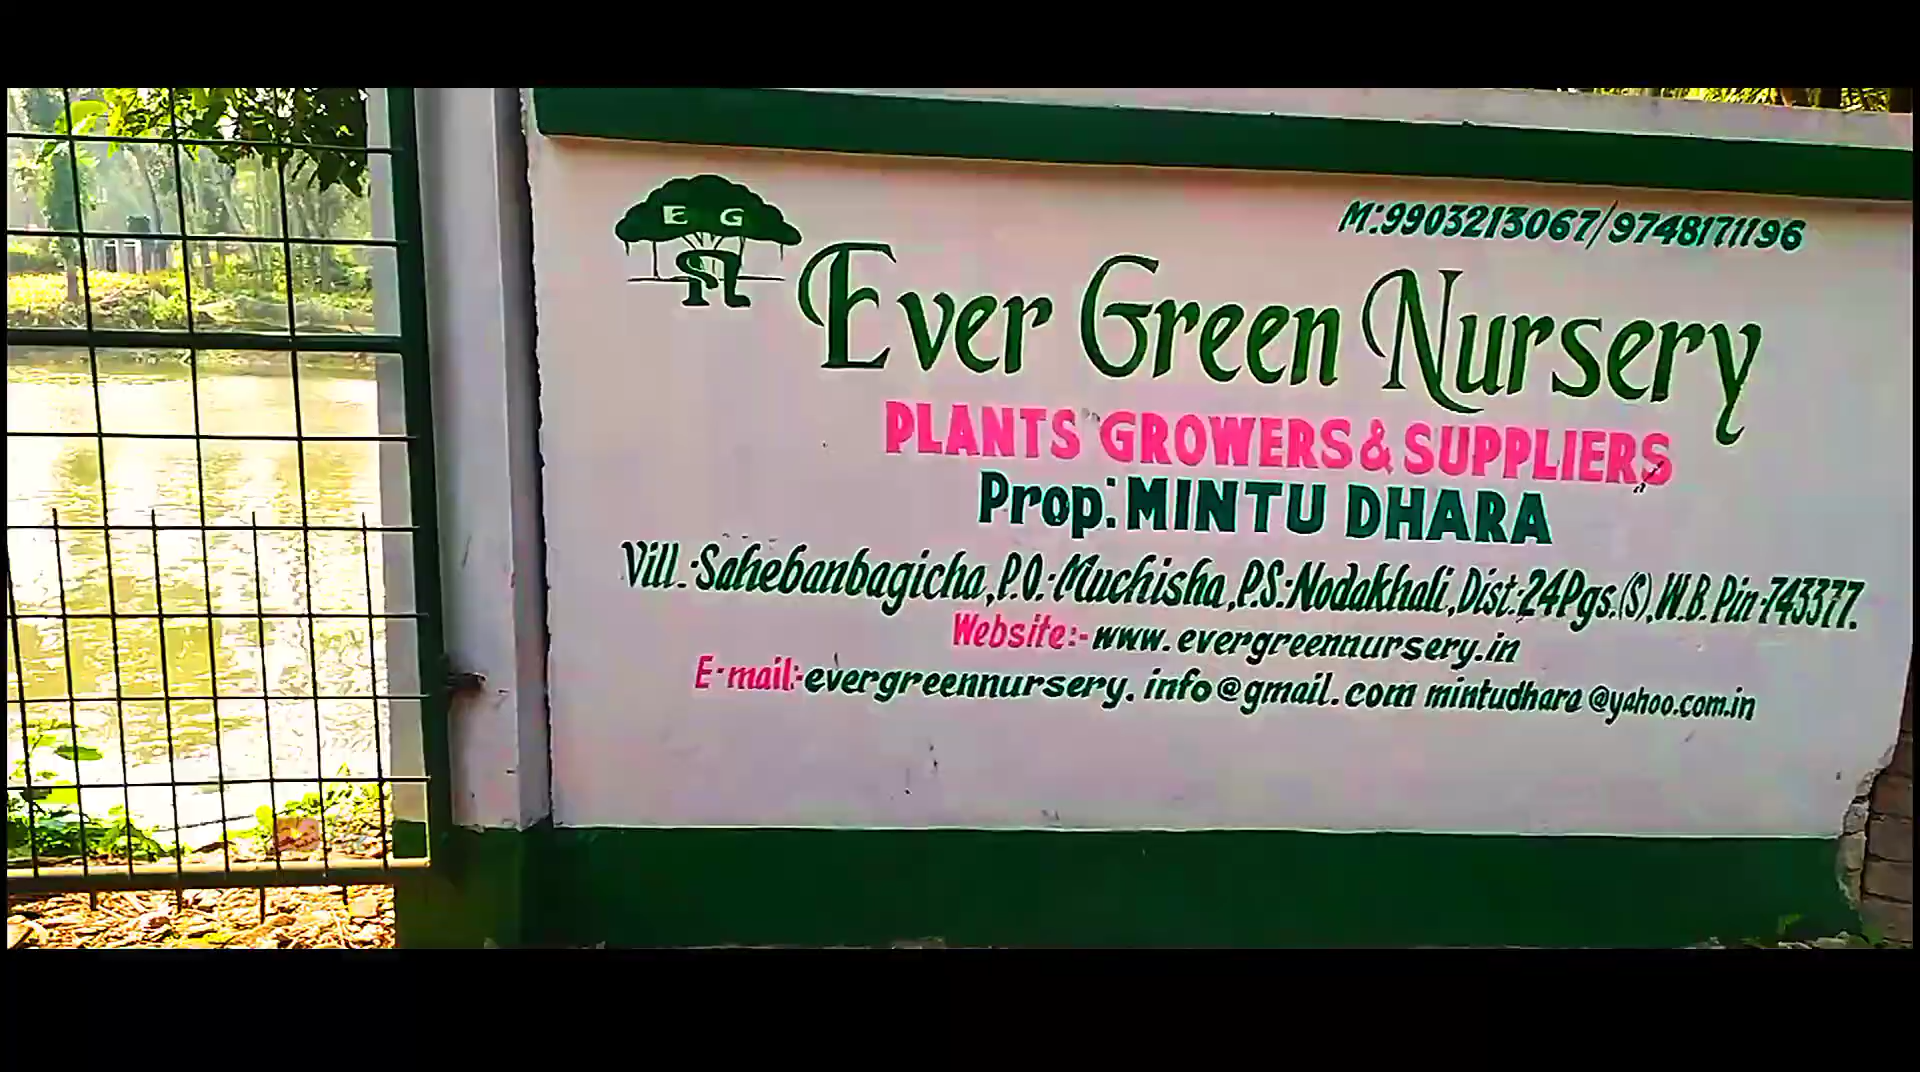 M:9903213067/9748171196
E G
Ever Green Nursery
PLANTS GROWERS & SUPPLIERS
Prop: MINTU DHARA
Vill.:-Sahebanbagicha, P.O.:-Muchisha, P.S.:-Nodakhali, Dist:-24Pgs.(S), W.B. Pin-743377.
Website:- www.evergreennursery.in
E-mail:- evergreennursery.info@gmail.com mintudhara@yahoo.com.in